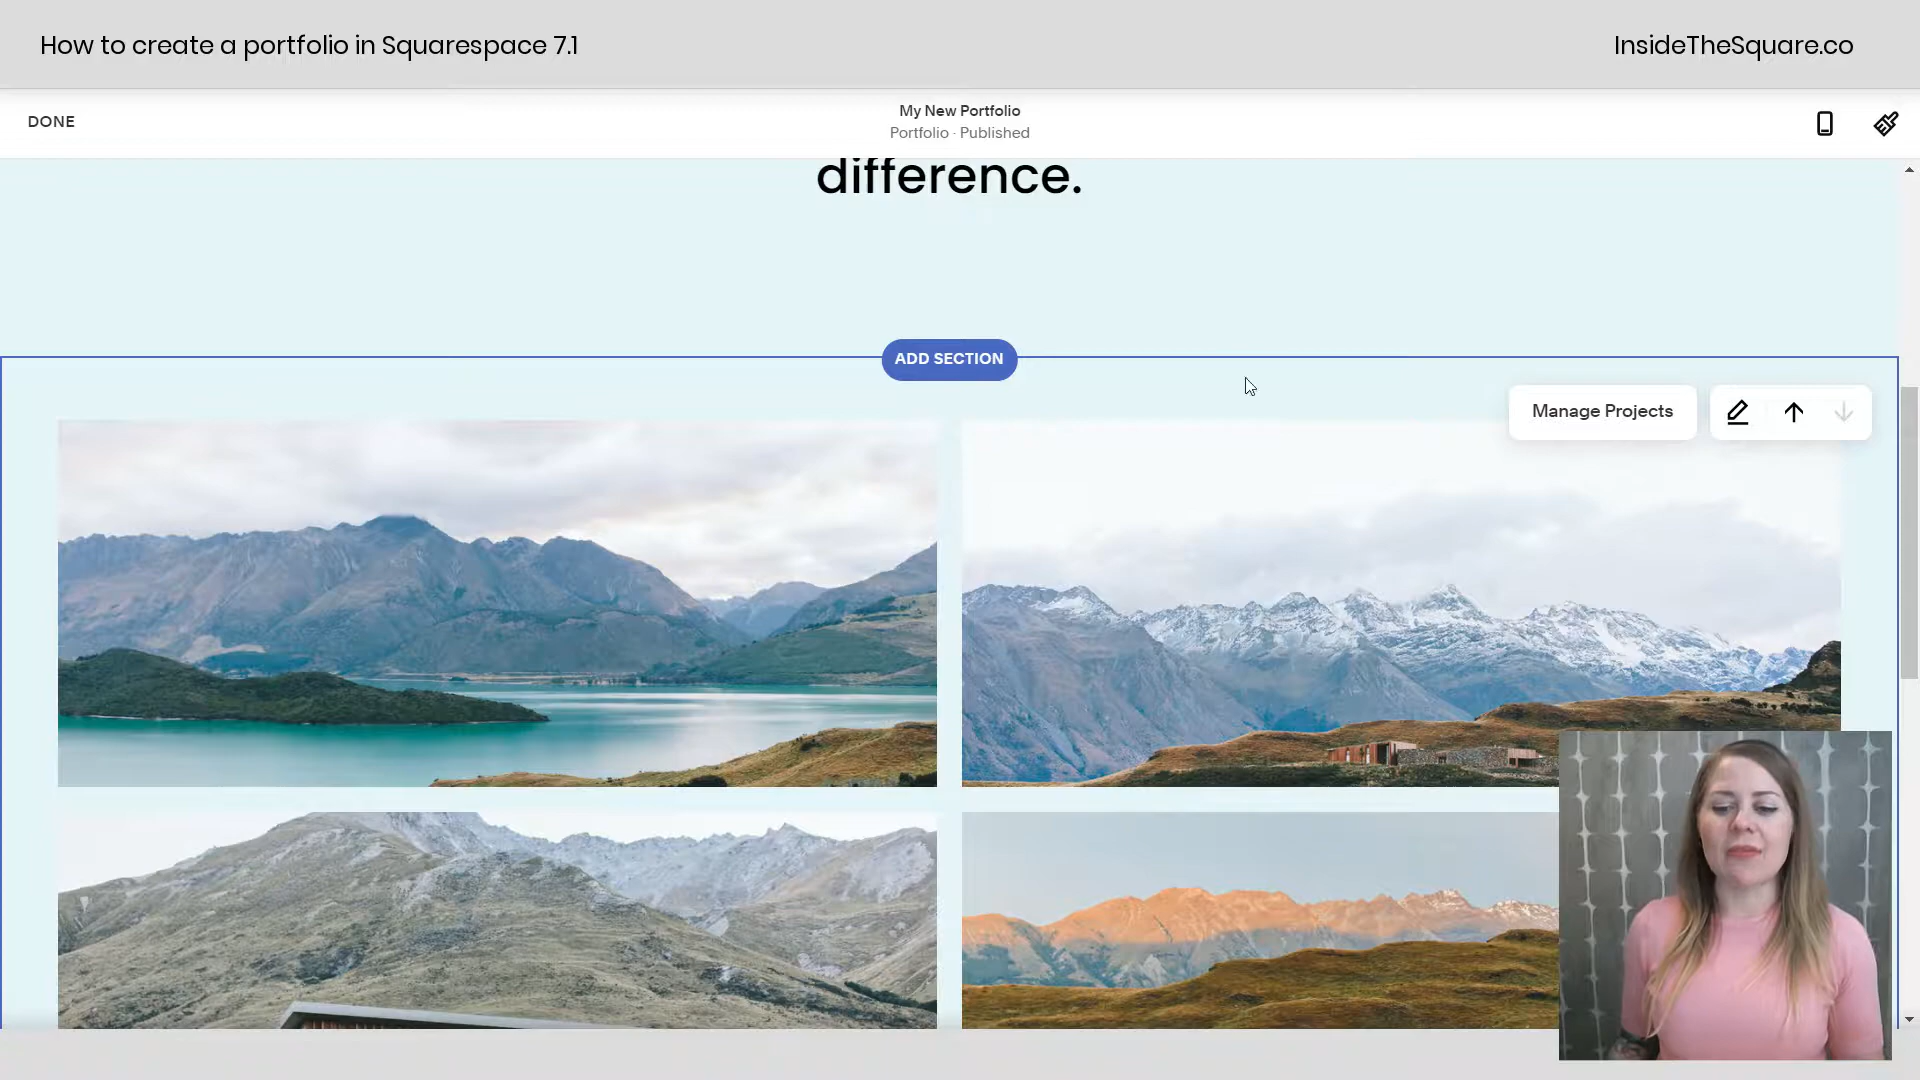 How to create a portfolio in Squarespace 7.1
InsideTheSquare.co
DONE
My New Portfolio
Portfolio · Published
difference.
ADD SECTION
Manage Projects